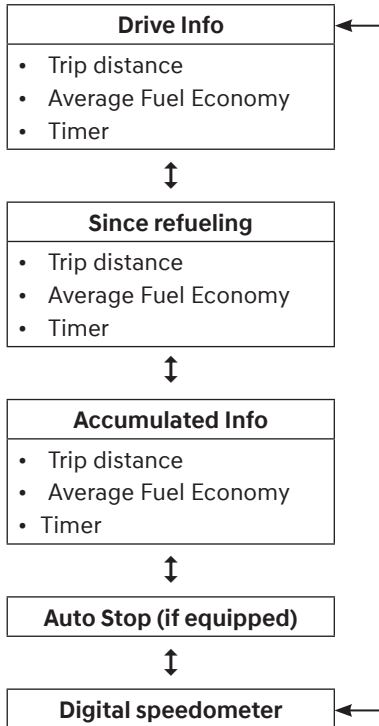 Drive Info
• Trip distance
• Average Fuel Economy
• Timer
Since refueling
• Trip distance
• Average Fuel Economy
• Timer
Accumulated Info
• Trip distance
• Average Fuel Economy
• Timer
Auto Stop (if equipped)
Digital speedometer